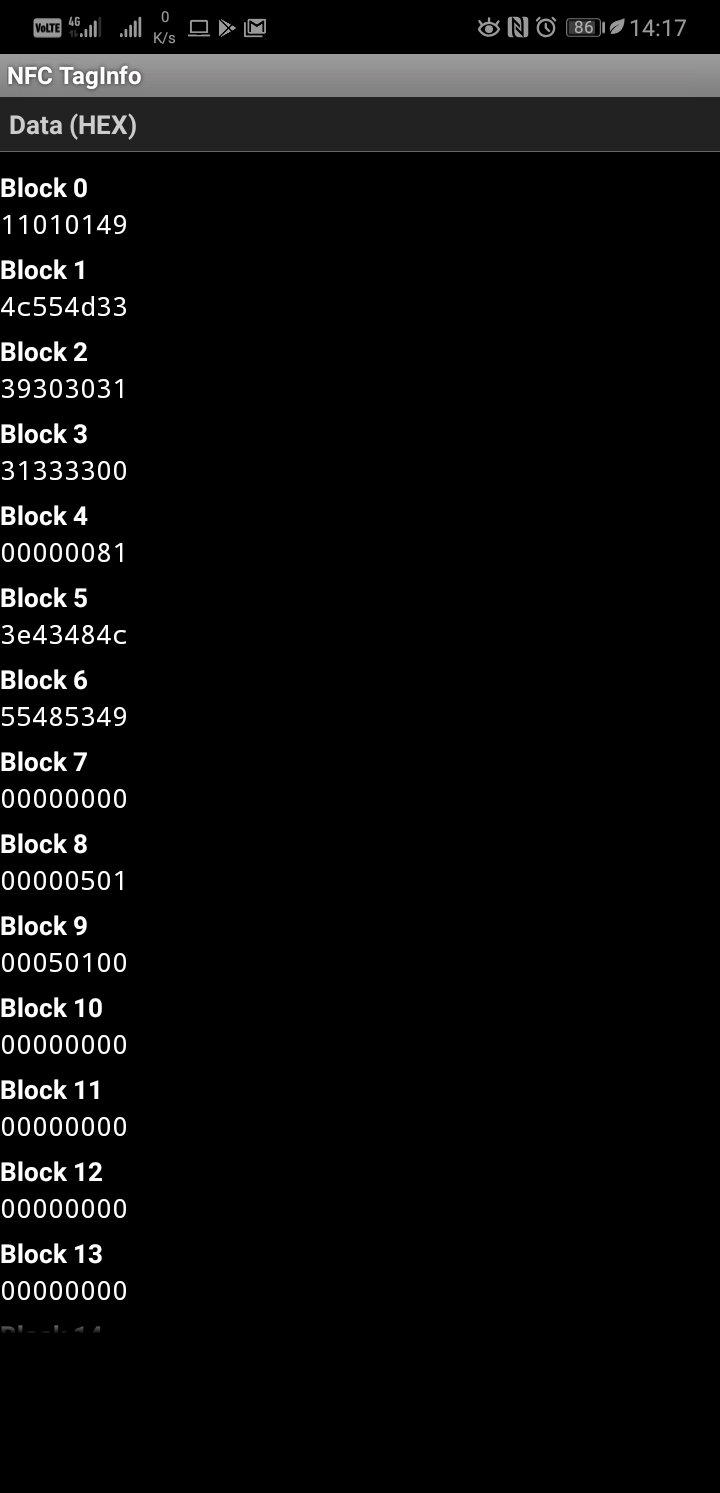 VoLTE 4G 0 K/s 86 14:17
NFC TagInfo
Data (HEX)
Block 0
11010149
Block 1
4c554d33
Block 2
39303031
Block 3
31333300
Block 4
00000081
Block 5
3e43484c
Block 6
55485349
Block 7
00000000
Block 8
00000501
Block 9
00050100
Block 10
00000000
Block 11
00000000
Block 12
00000000
Block 13
00000000
Block 14